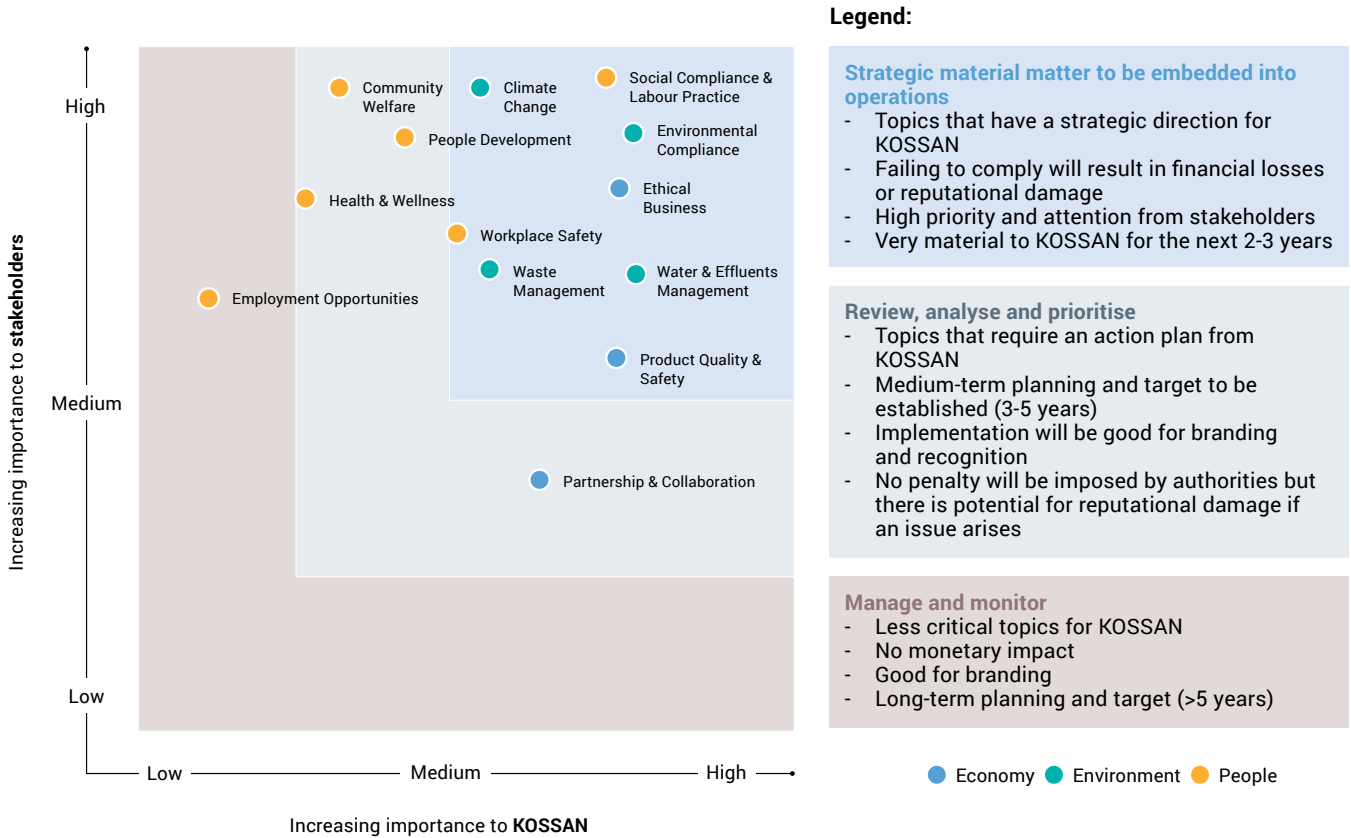 Legend:
High
Medium
Low
Increasing importance to stakeholders
Community
Welfare
Climate
Change
Social Compliance &
Labour Practice
People Development
Environmental
Compliance
Health & Wellness
Ethical
Business
Workplace Safety
Waste
Management
Water & Effluents
Management
Employment Opportunities
Product Quality &
Safety
Partnership & Collaboration
Low
Medium
High
Increasing importance to KOSSAN
Strategic material matter to be embedded into
operations
- Topics that have a strategic direction for
KOSSAN
- Failing to comply will result in financial losses
or reputational damage
- High priority and attention from stakeholders
- Very material to KOSSAN for the next 2-3 years
Review, analyse and prioritise
- Topics that require an action plan from
KOSSAN
- Medium-term planning and target to be
established (3-5 years)
- Implementation will be good for branding
and recognition
- No penalty will be imposed by authorities but
there is potential for reputational damage if
an issue arises
Manage and monitor
- Less critical topics for KOSSAN
- No monetary impact
- Good for branding
- Long-term planning and target (>5 years)
Economy
Environment
People